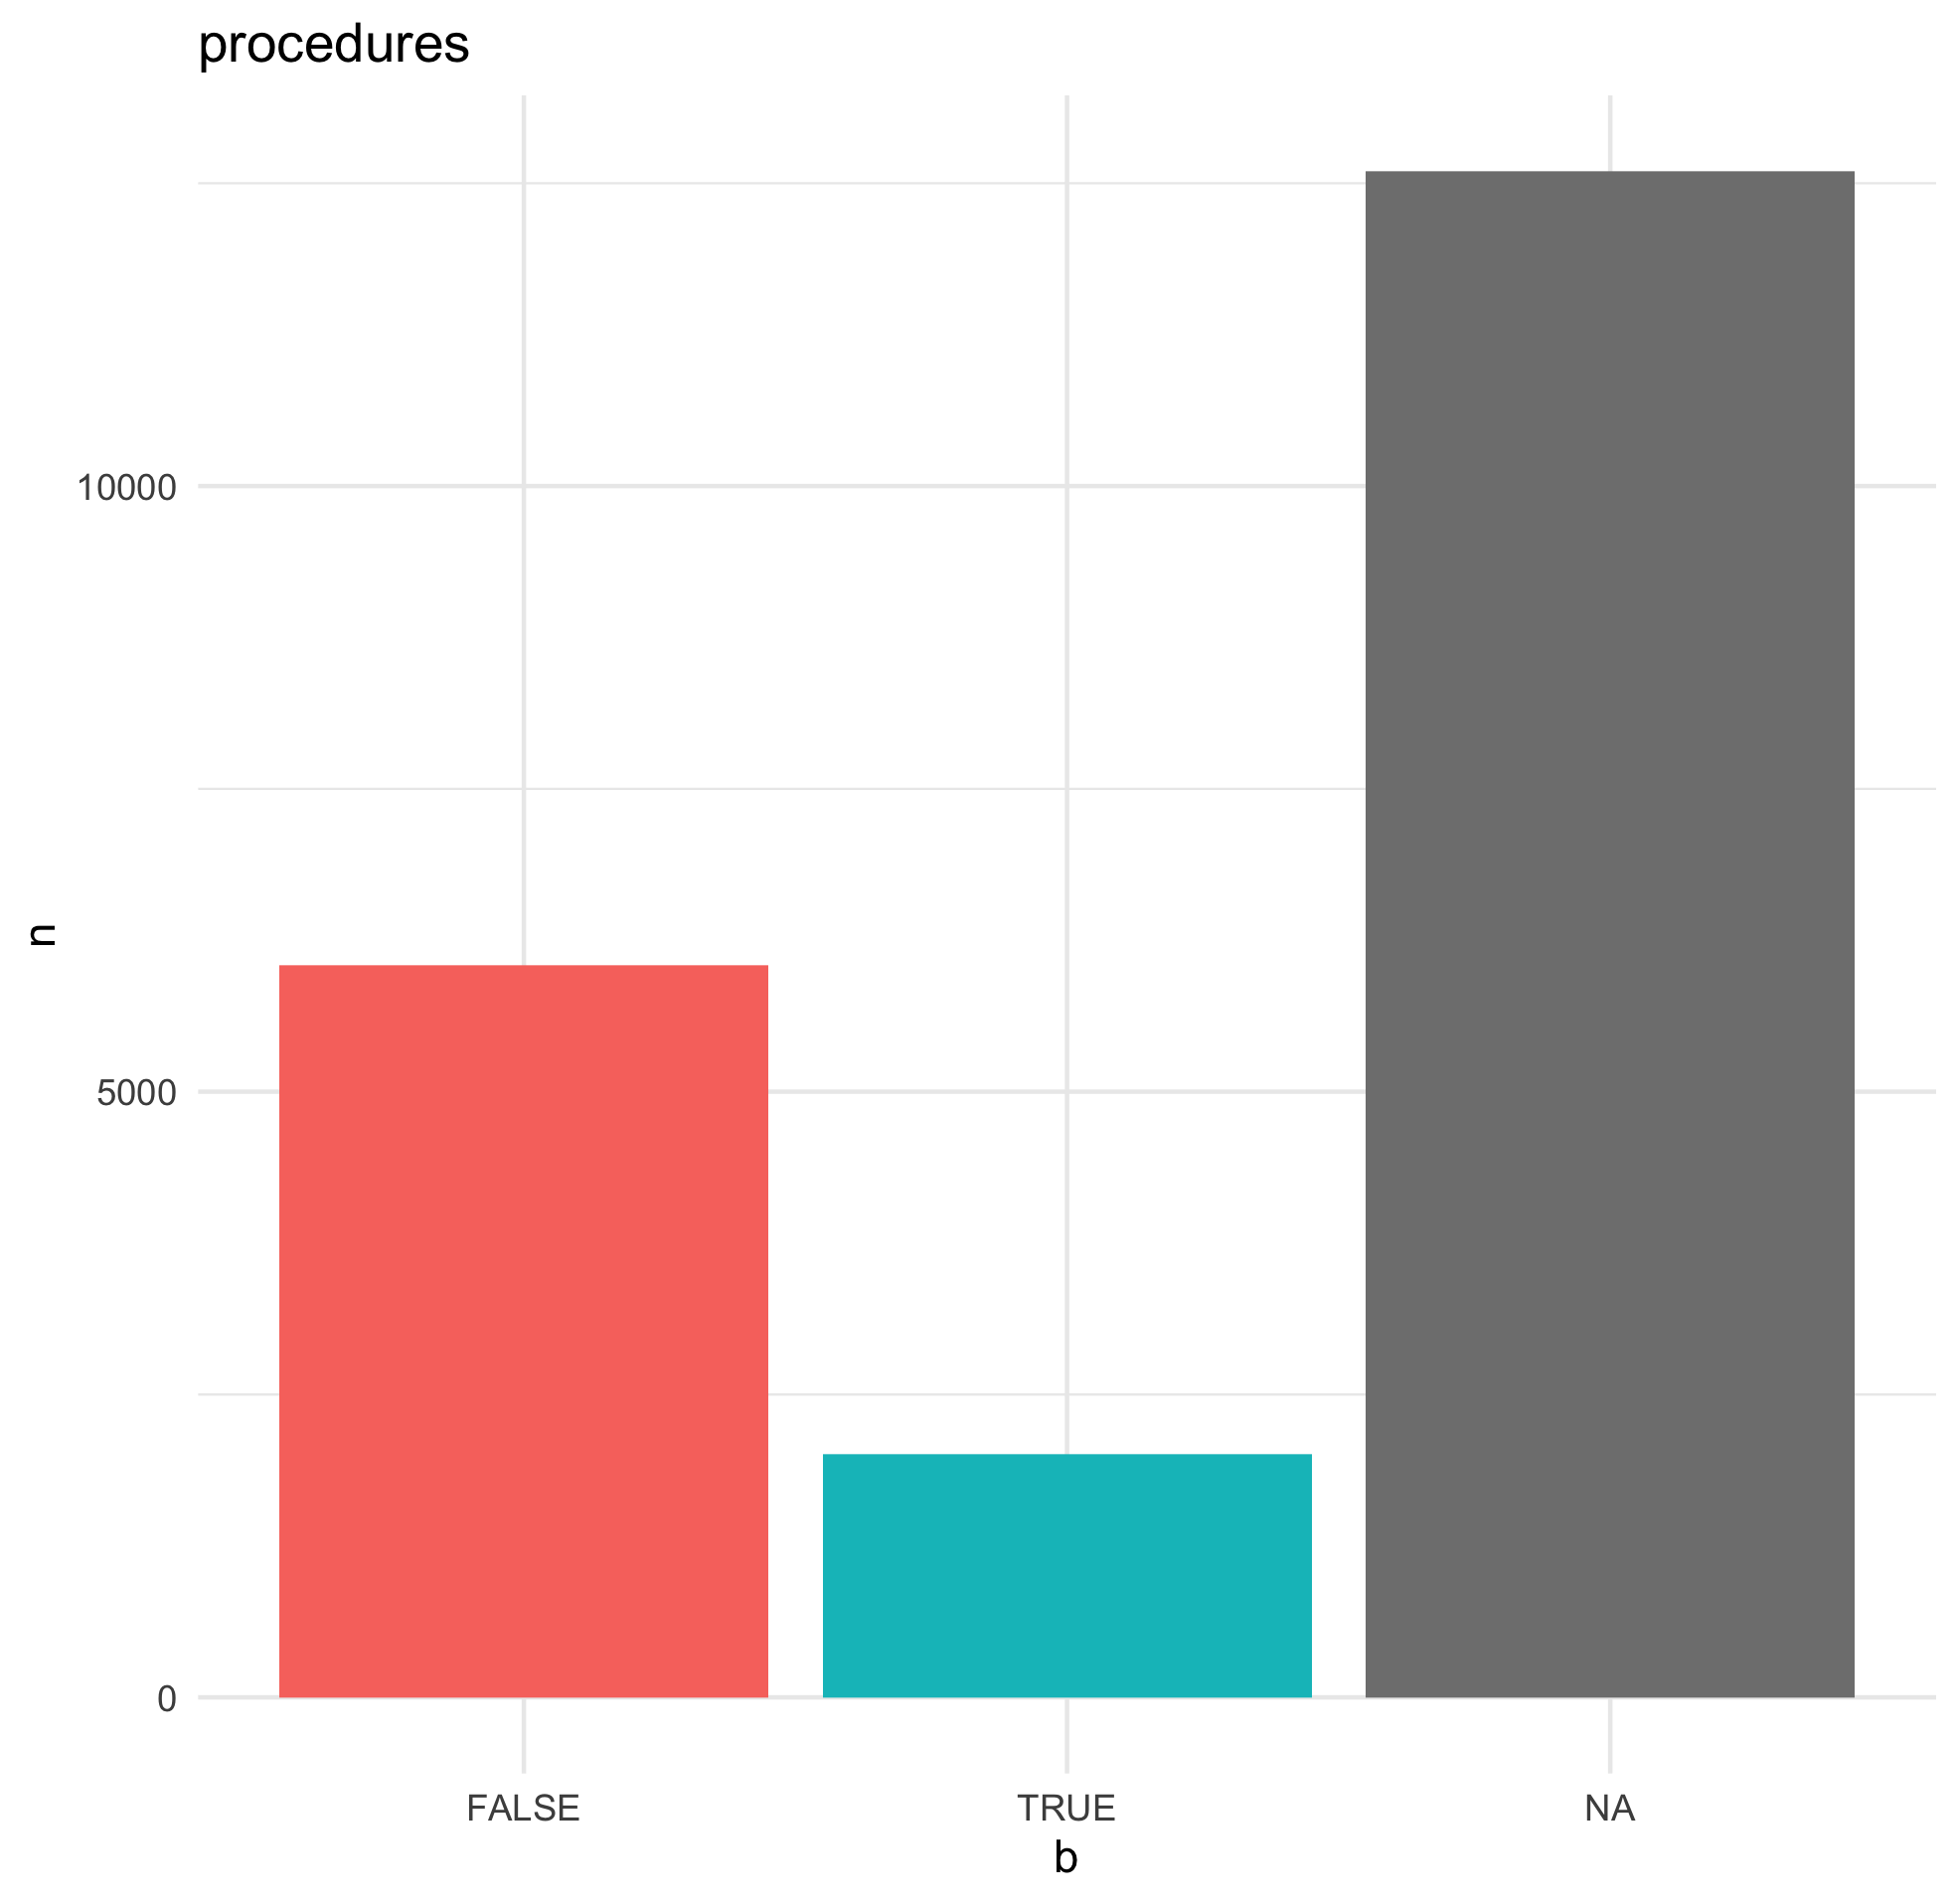 procedures
10000
5000
0
n
FALSE TRUE NA
b